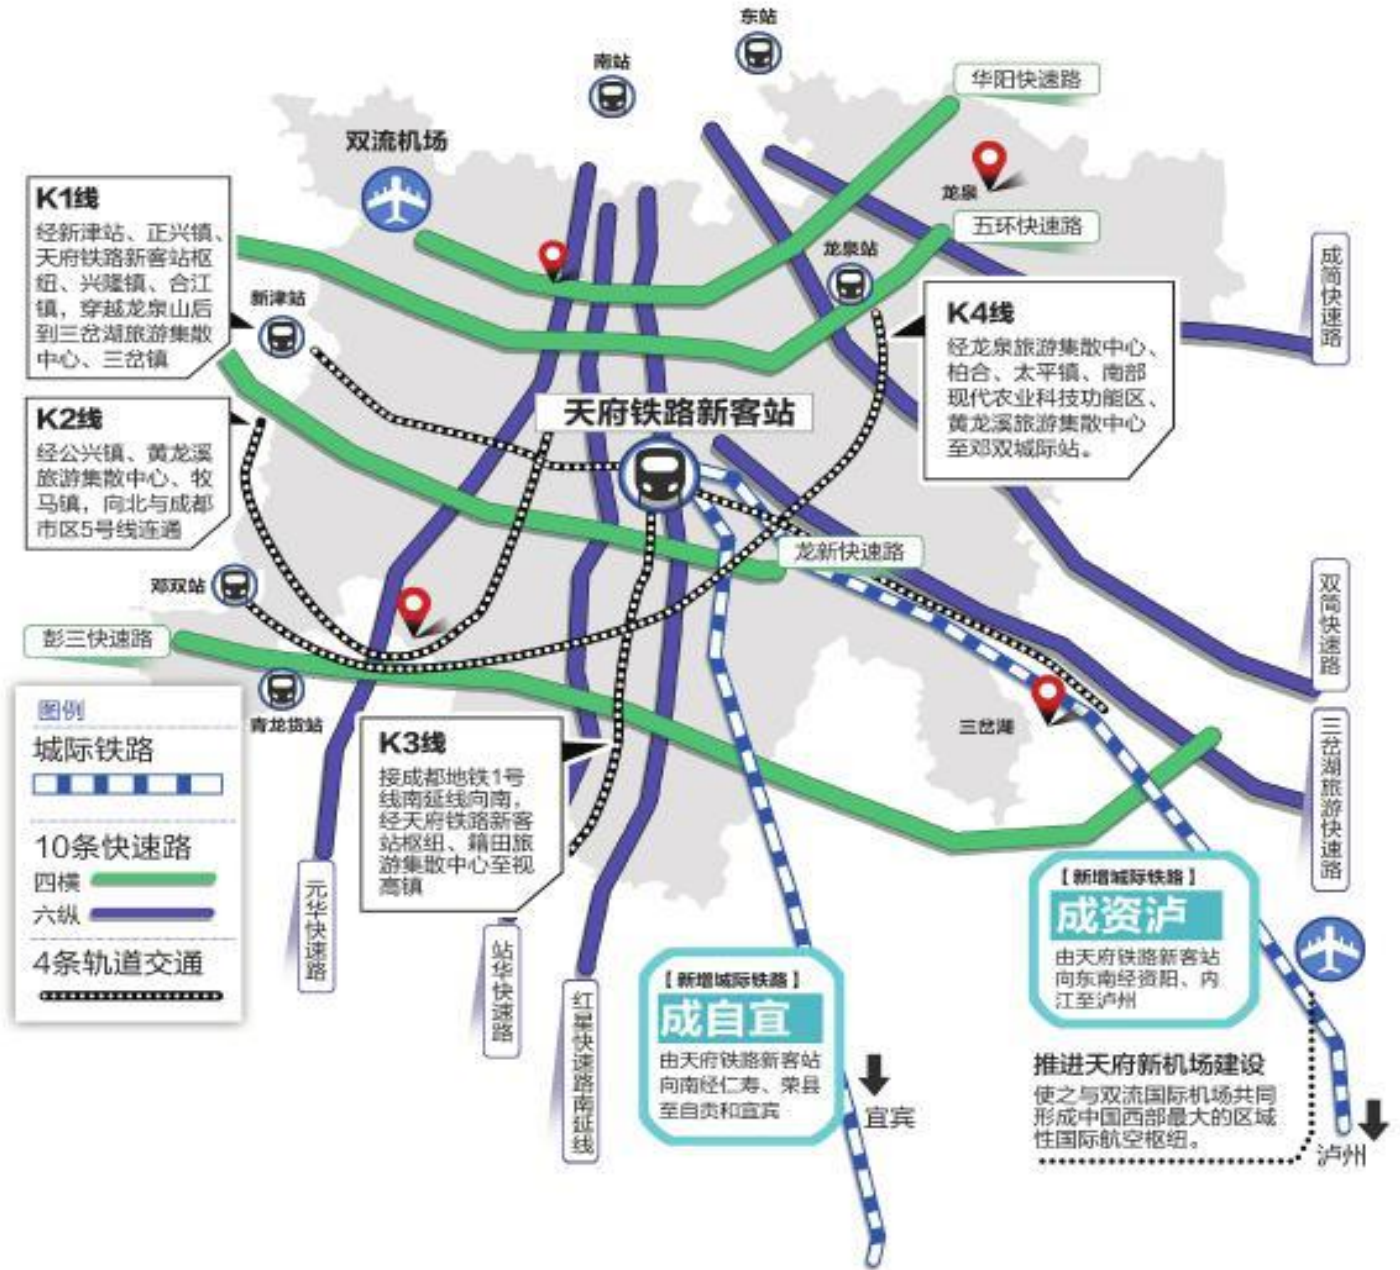 东站
南站
华阳快速路
双流机场
龙泉
K1线
经新津站、正兴镇、
天府铁路新客站枢
纽、兴隆镇、合江
镇，穿越龙泉山后
到三岔湖旅游集散
中心、三岔镇
五环快速路
龙泉站
成简快速路
新津站
K4线
经龙泉旅游集散中心、
柏合、太平镇、南部
现代农业科技功能区、
黄龙溪旅游集散中心
至邓双城际站。
K2线
经公兴镇、黄龙溪
旅游集散中心、牧
马镇，向北与成都
市区5号线连通
天府铁路新客站
龙新快速路
邓双站
双简快速路
彭三快速路
青龙货站
三岔湖
三岔湖旅游快速路
图例
城际铁路
10条快速路
四横
六纵
4条轨道交通
K3线
接成都地铁1号
线南延线向南，
经天府铁路新客
站枢纽、籍田旅
游集散中心至视
高镇
元华快速路
站华快速路
红星快速路南延线
【新增城际铁路】
成自宜
由天府铁路新客站
向南经仁寿、荣县
至自贡和宜宾
宜宾
【新增城际铁路】
成资泸
由天府铁路新客站
向东南经资阳、内
江至泸州
推进天府新机场建设
使之与双流国际机场共同
形成中国西部最大的区域
性国际航空枢纽。
泸州